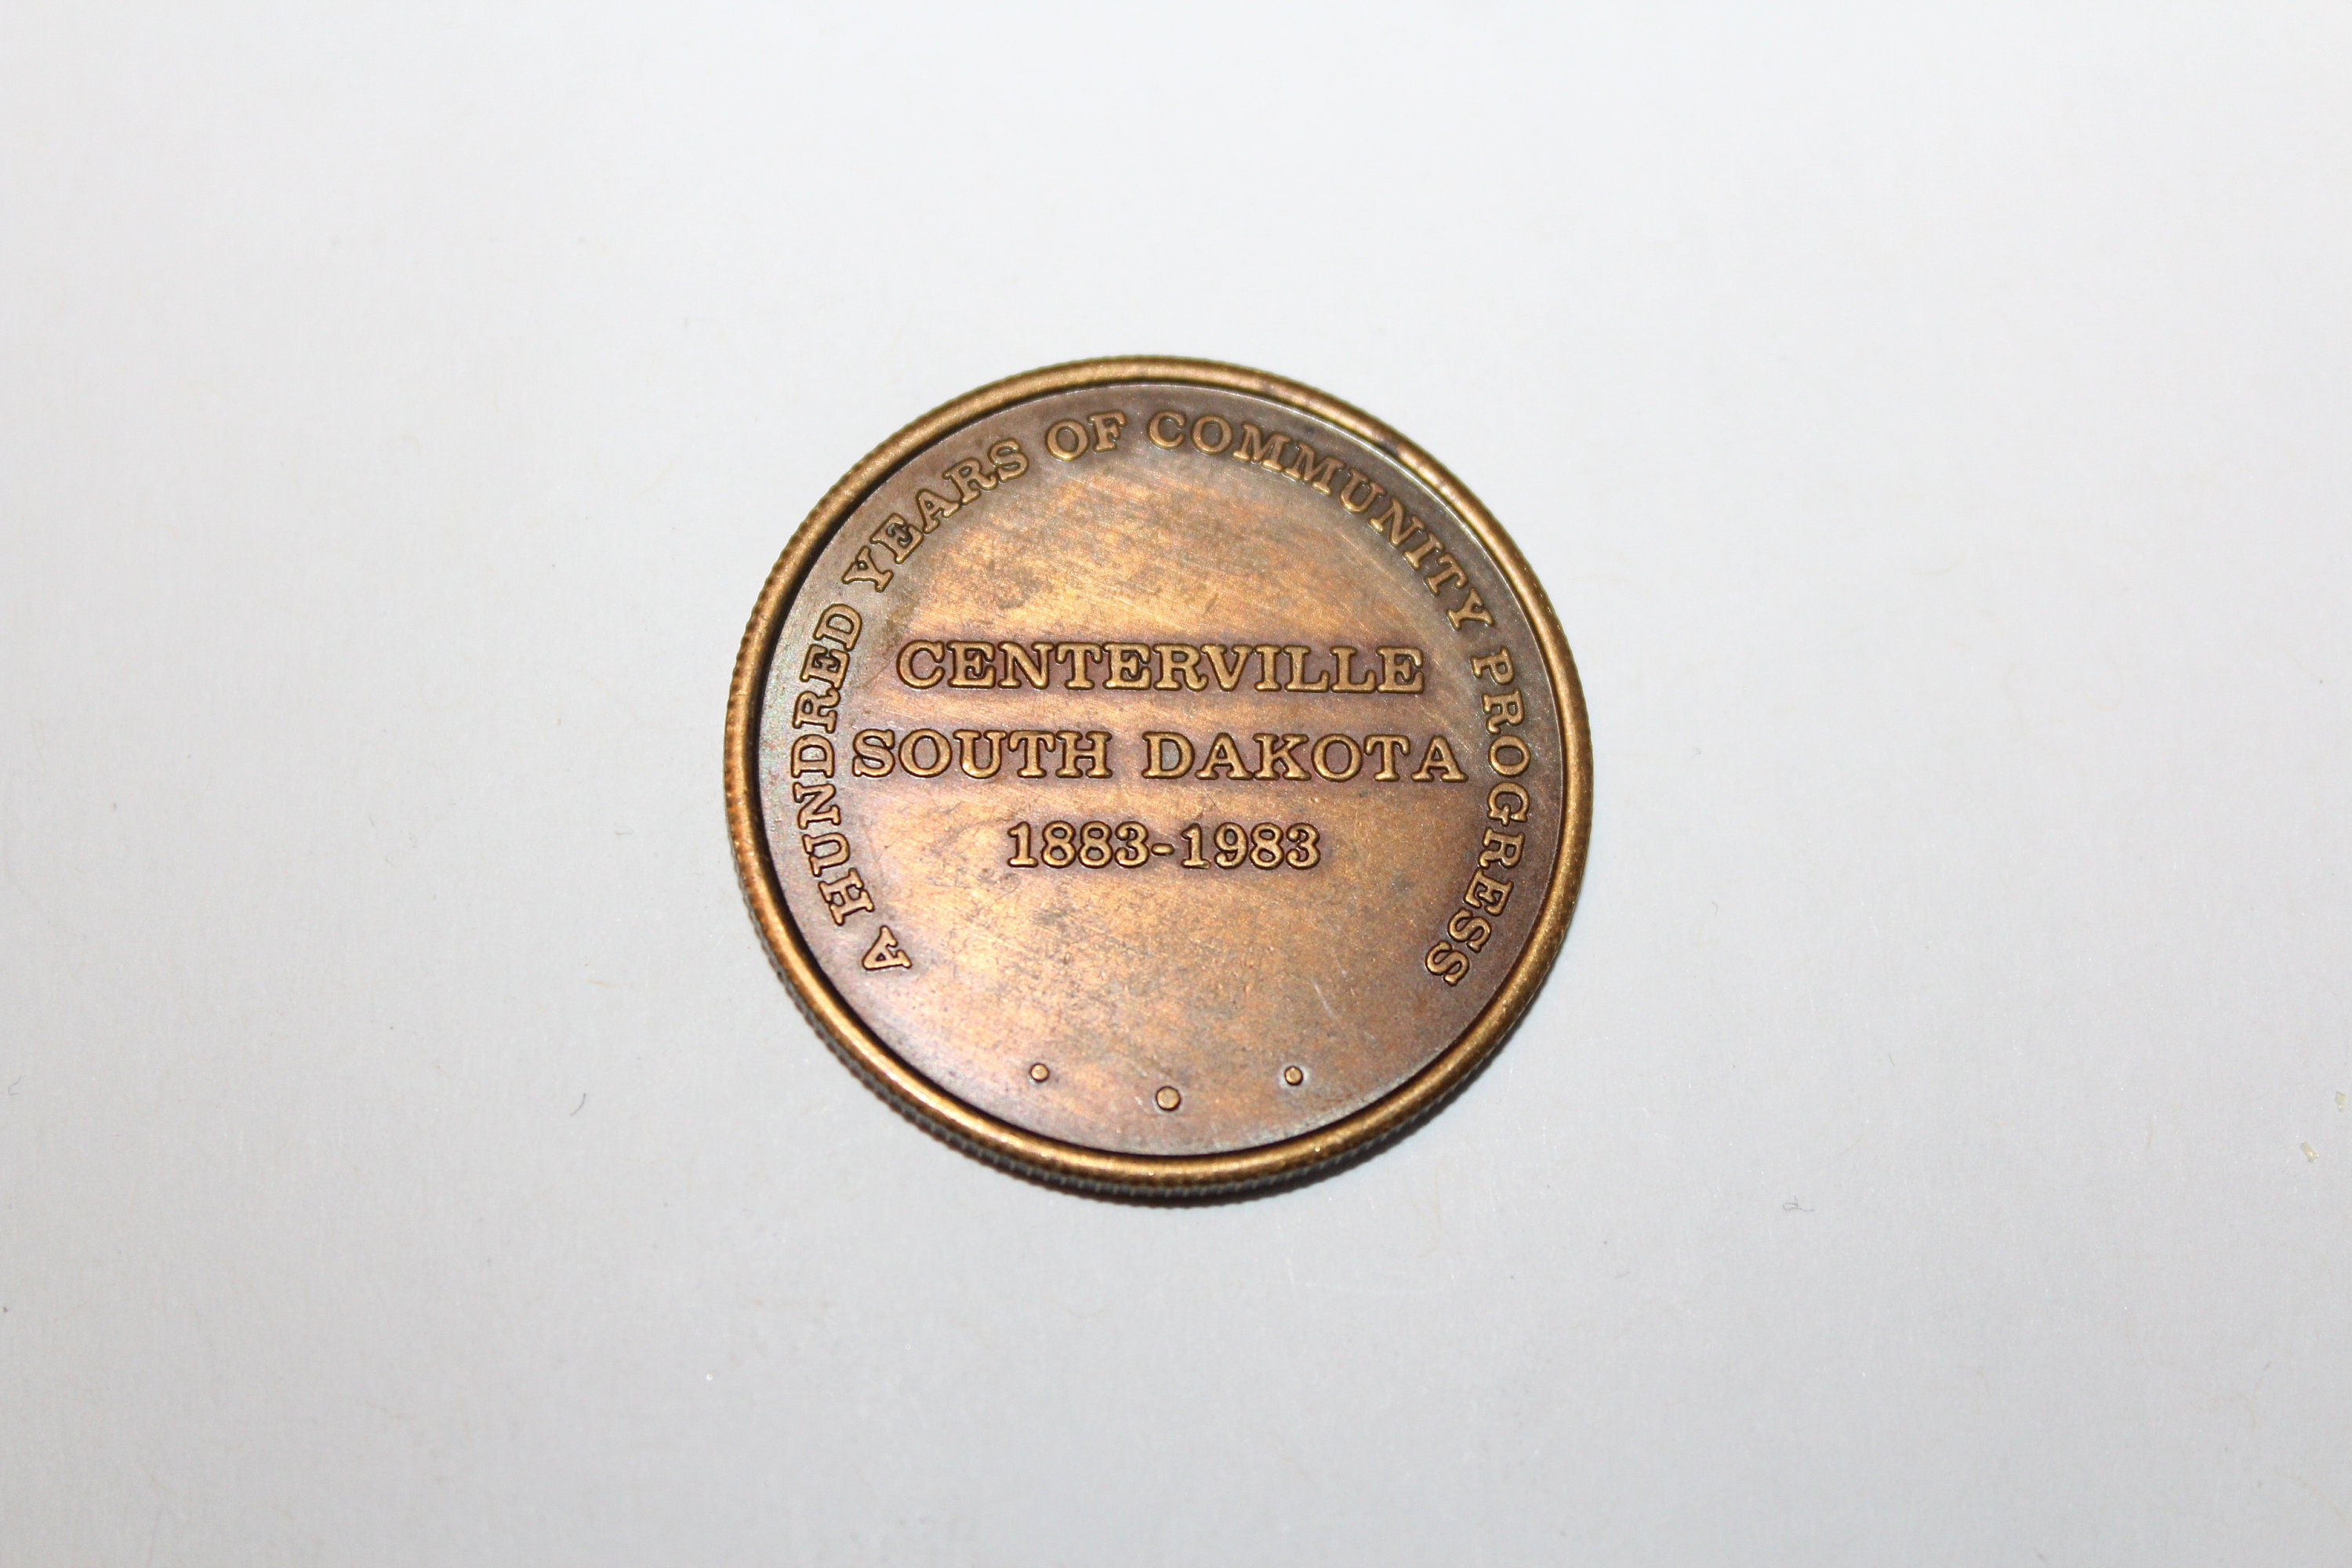 A HUNDRED YEARS OF COMMUNITY PROGRESS
CENTERVILLE
SOUTH DAKOTA
1883-1983